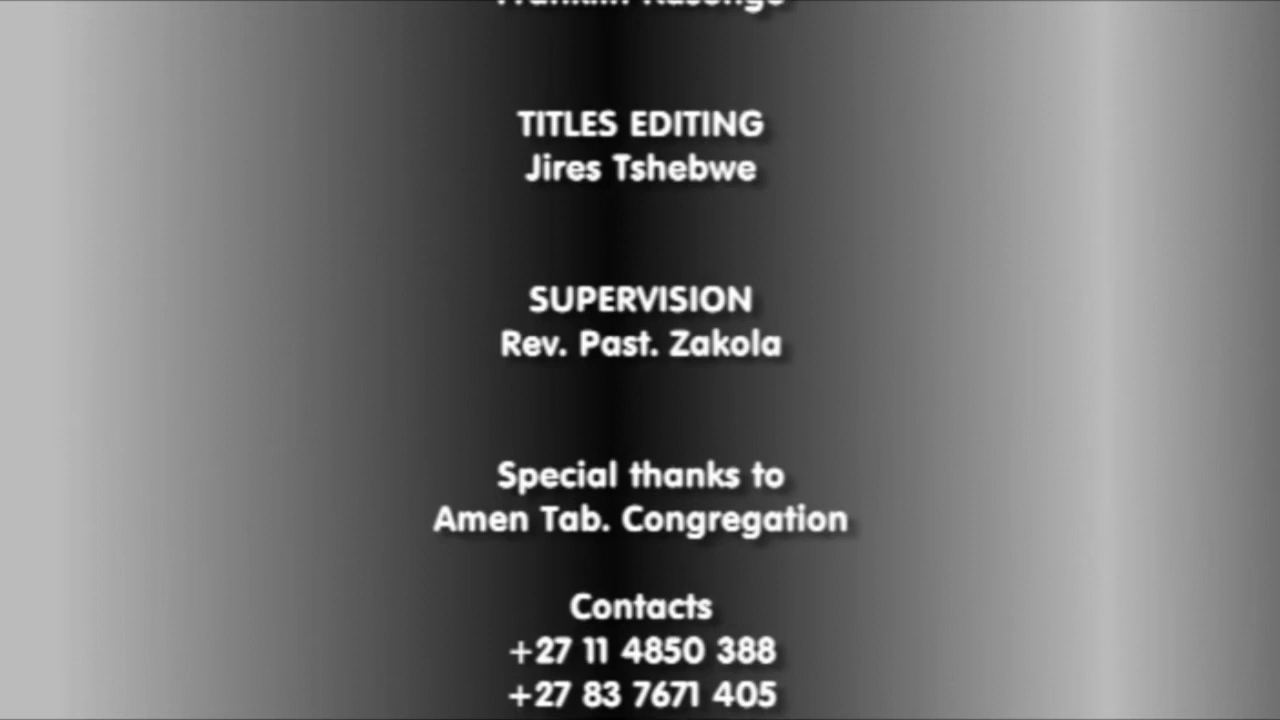 TITLES EDITING
Jires Tshebwe
SUPERVISION
Rev. Past. Zakola
Special thanks to
Amen Tab. Congregation
Contacts
+27 11 4850 388
+27 83 7671 405